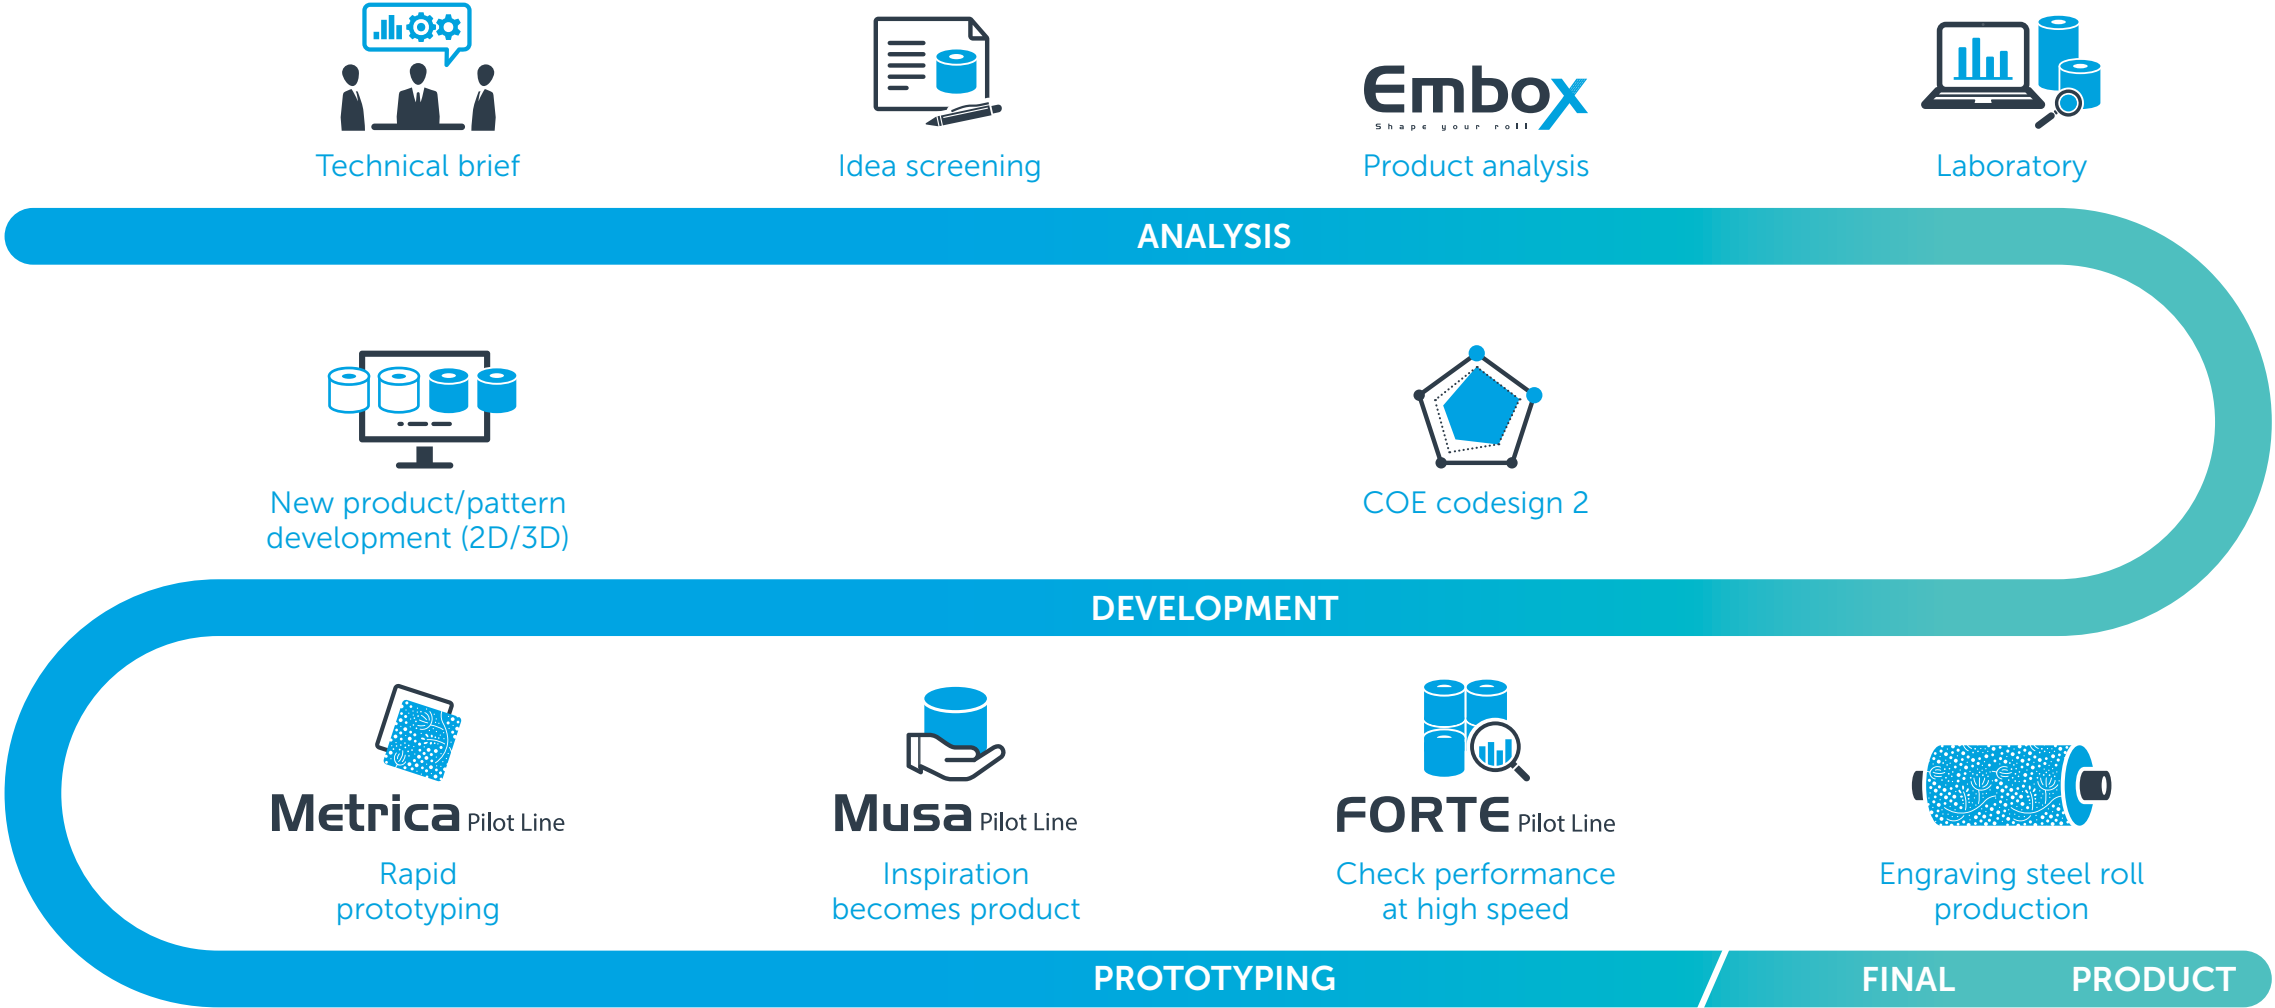 Embox
Shape your roll
Technical brief
Idea screening
Product analysis
Laboratory
ANALYSIS
New product/pattern
development (2D/3D)
COE codesign 2
DEVELOPMENT
Metrica Pilot Line
Rapid
prototyping
Musa Pilot Line
Inspiration
becomes product
FORTE Pilot Line
Check performance
at high speed
Engraving steel roll
production
PROTOTYPING
FINAL PRODUCT